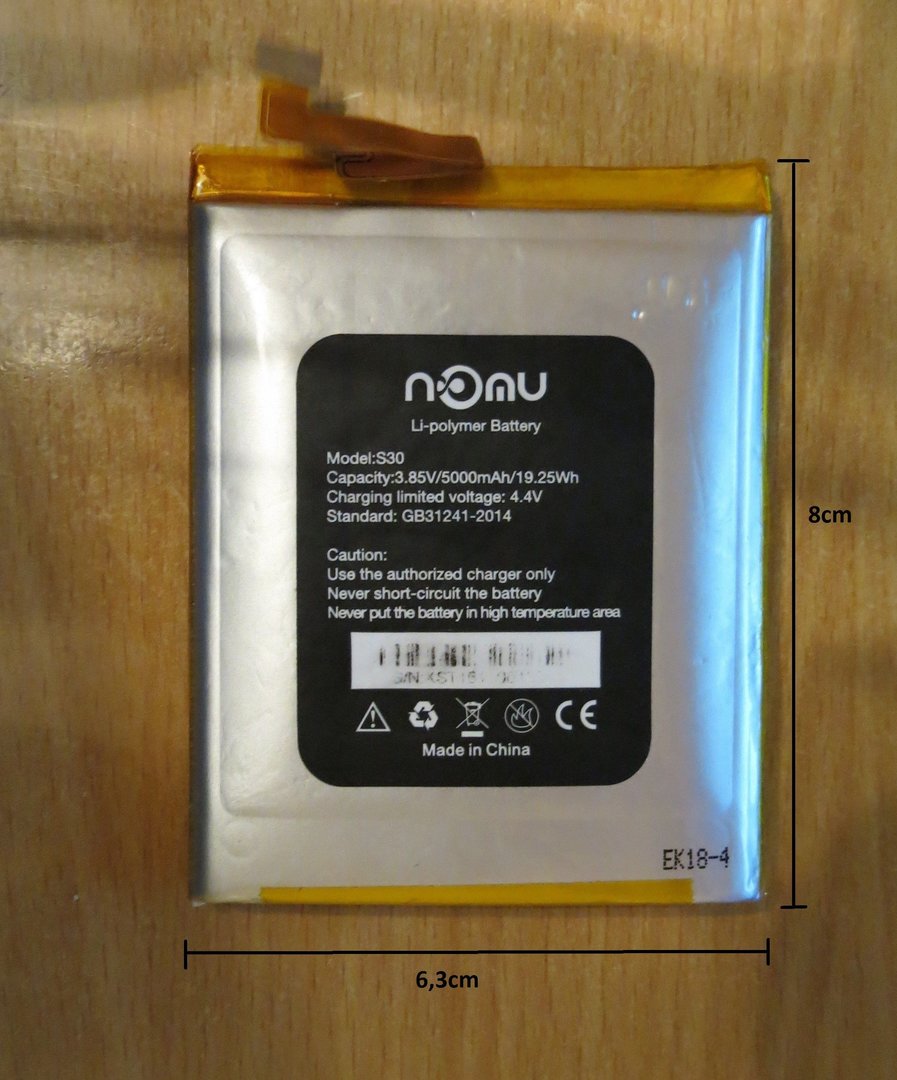 nomu
Li-polymer Battery
Model:S30
Capacity:3.85V/5000mAh/19.25Wh
Charging limited voltage: 4.4V
Standard: GB31241-2014
Caution:
Use the authorized charger only
Never short-circuit the battery
Never put the battery in high temperature area
CE
Made in China
EK18-4
8cm
6,3cm